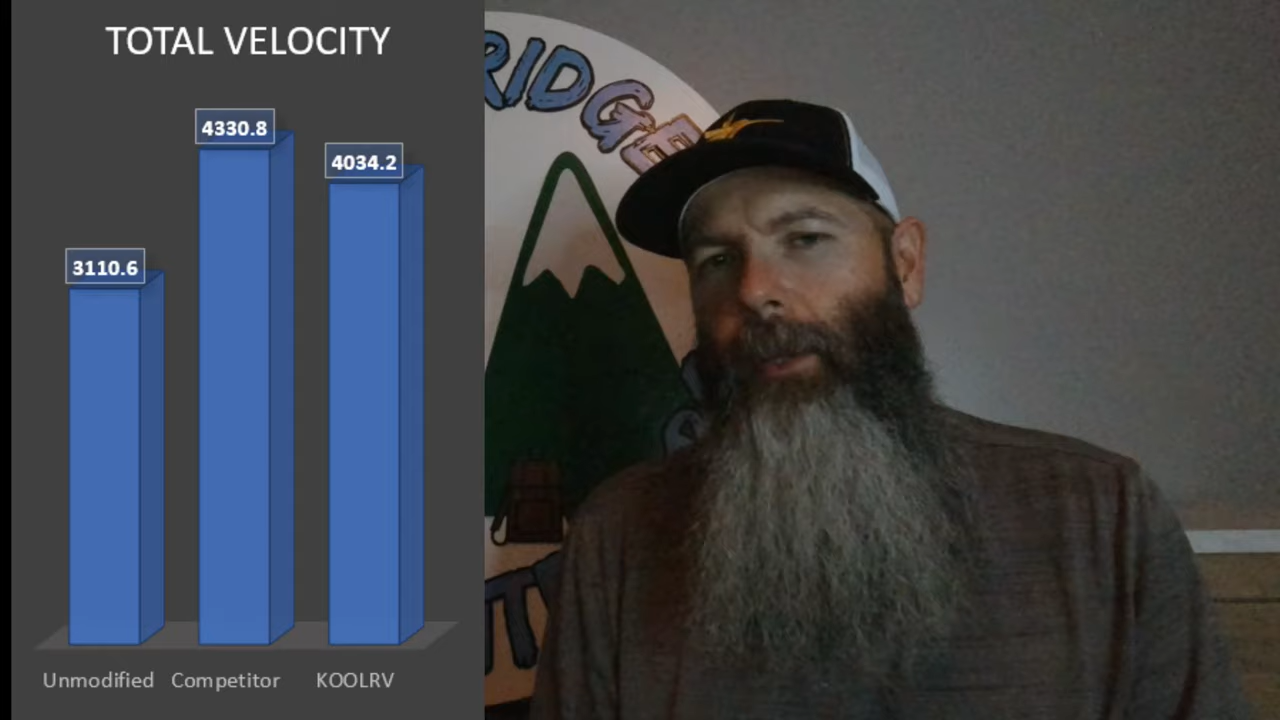 TOTAL VELOCITY
4330.8
4034.2
3110.6
Unmodified Competitor KOOLRV
RIDGE